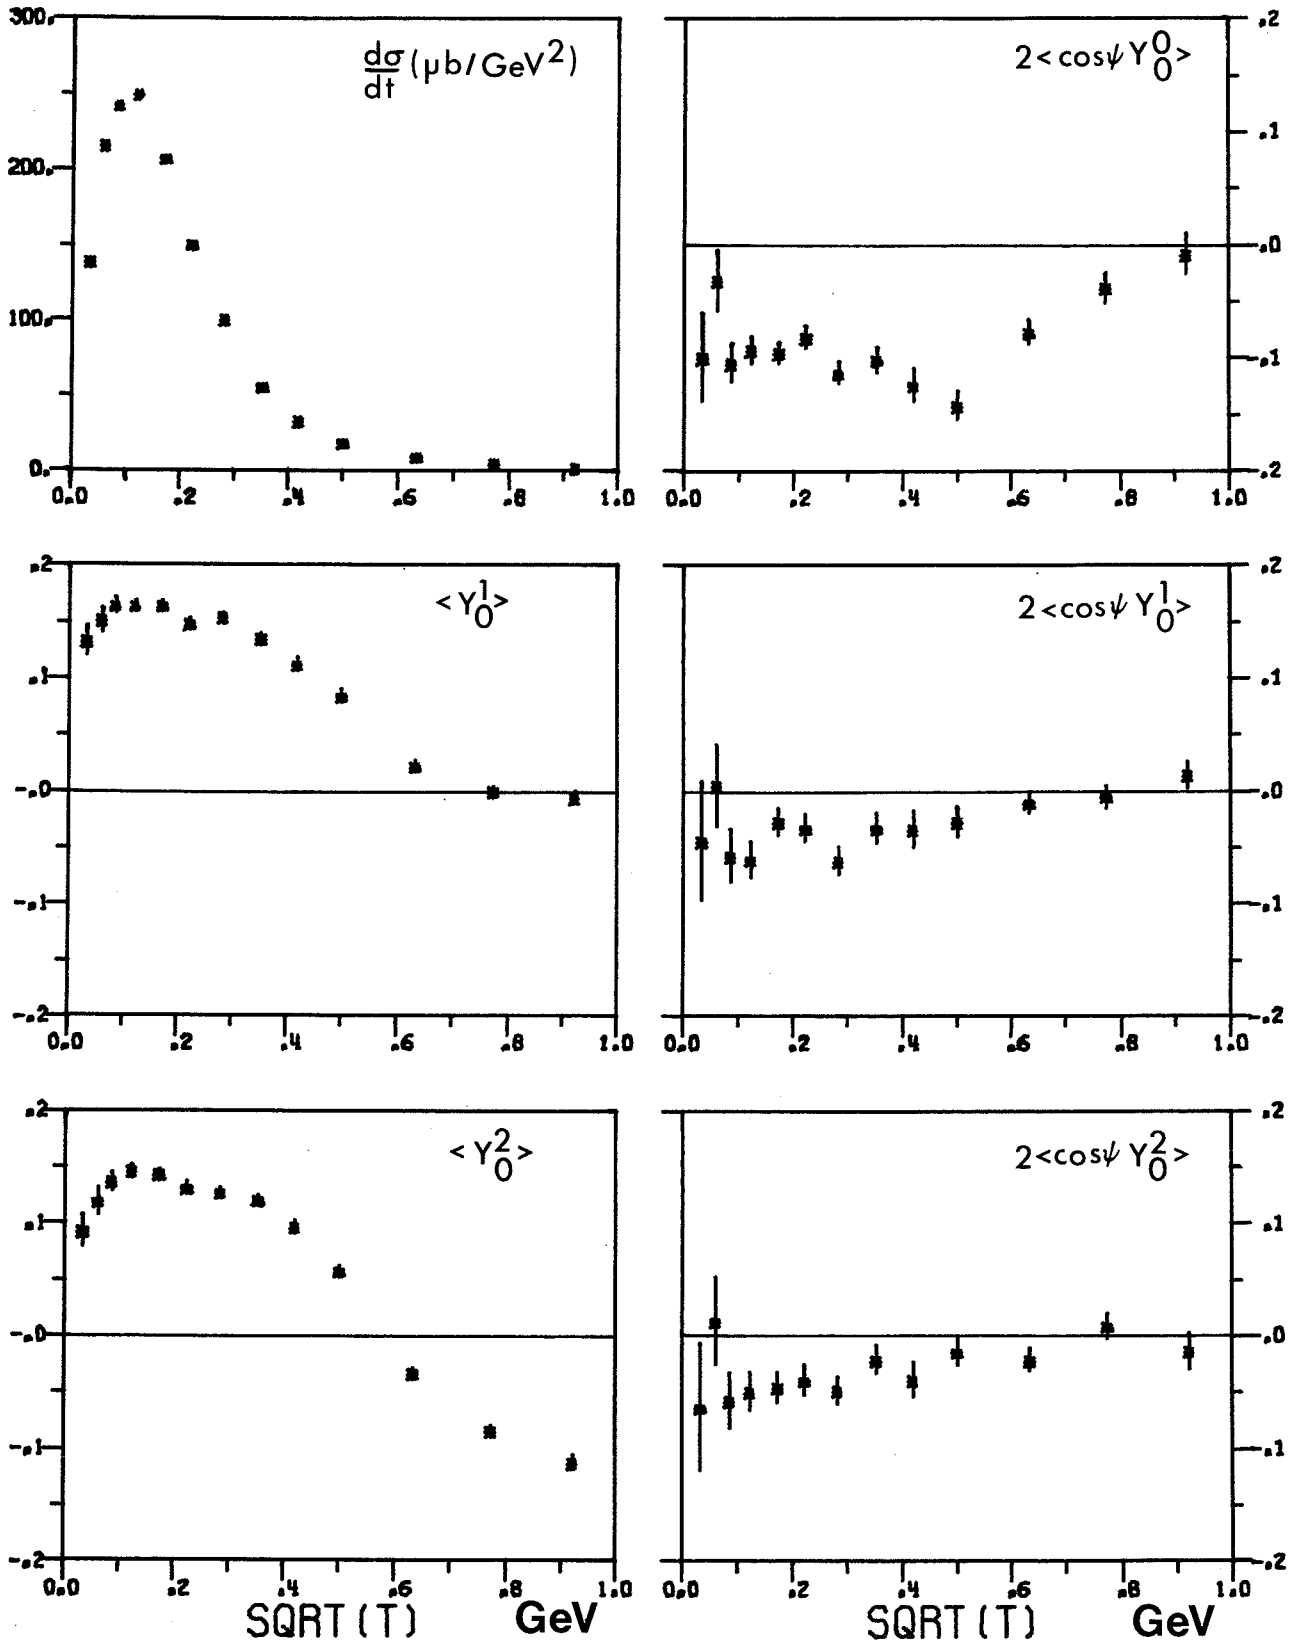 300.
200.
100.
0.
0.0 .2 .4 .6 .8 1.0
dσ/dt (μb/GeV²)
.2
.1
.0
-.1
-.2
0.0 .2 .4 .6 .8 1.0
2<cosψ Y⁰₀>
.2
.1
-.0
-.1
-.2
0.0 .2 .4 .6 .8 1.0
<Y¹₀>
.2
.1
.0
-.1
-.2
0.0 .2 .4 .6 .8 1.0
2<cosψ Y¹₀>
.2
.1
-.0
-.1
-.2
0.0 .2 .4 .6 .8 1.0
<Y²₀>
SQRT(T) GeV
.2
.1
.0
-.1
-.2
0.0 .2 .4 .6 .8 1.0
2<cosψ Y²₀>
SQRT(T) GeV